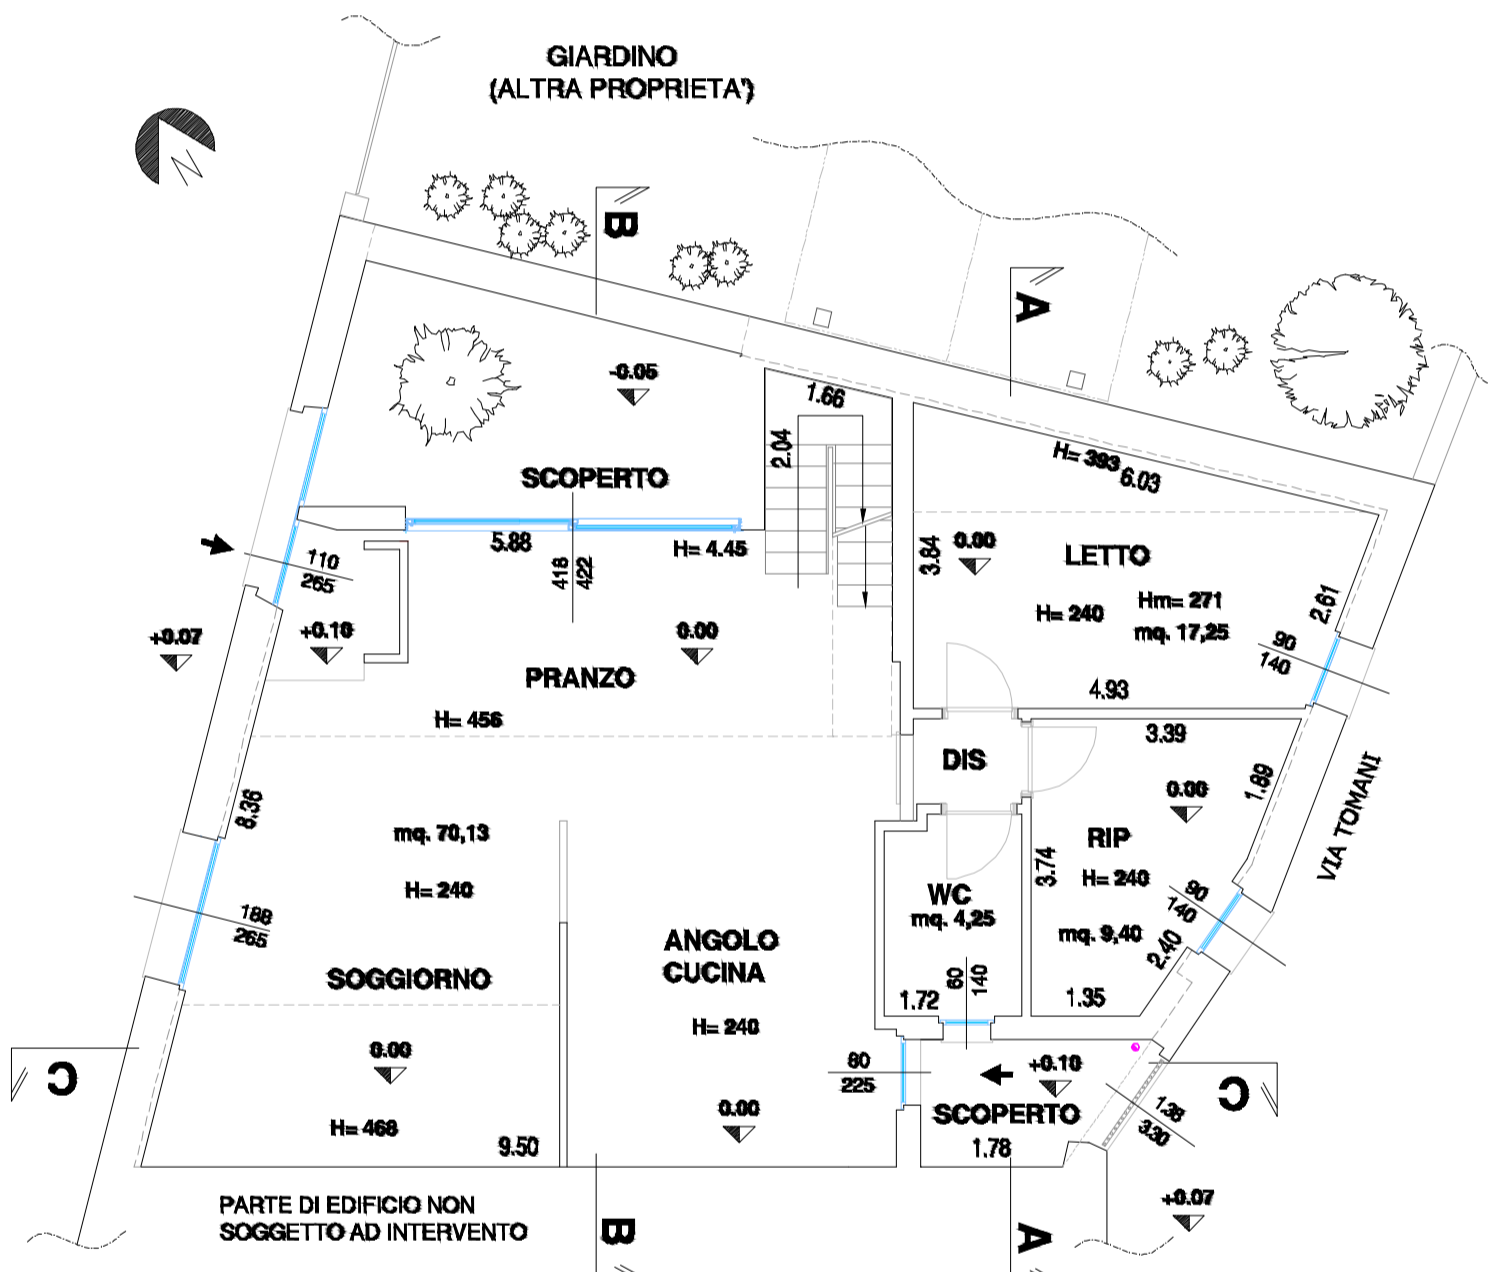 GIARDINO
(ALTRA PROPRIETA')
N
B
A
-0.05
1.66
2.04
SCOPERTO
H= 393
6.03
5.88
H= 4.45
418
422
3.84
0.00
LETTO
110
265
H= 240
Hm= 271
mq. 17,25
2.61
+0.07
+0.10
0.00
90
140
PRANZO
4.93
H= 456
3.39
DIS
1.89
0.00
VIA TOMANI
8.36
mq. 70,13
RIP
3.74
H= 240
H= 240
WC
mq. 4,25
90
140
188
265
mq. 9,40
2.40
ANGOLO
CUCINA
SOGGIORNO
60
140
1.72
1.35
H= 240
0.00
C
80
225
+0.10
C
SCOPERTO
1.38
3.30
0.00
H= 468
9.50
1.78
PARTE DI EDIFICIO NON
SOGGETTO AD INTERVENTO
B
A
+0.07